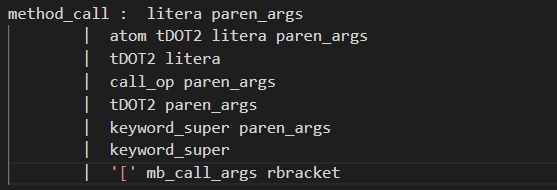 method_call :  litera paren_args
| atom tDOT2 litera paren_args
| tDOT2 litera
| call_op paren_args
| tDOT2 paren_args
| keyword_super paren_args
| keyword_super
| '[' mb_call_args rbracket